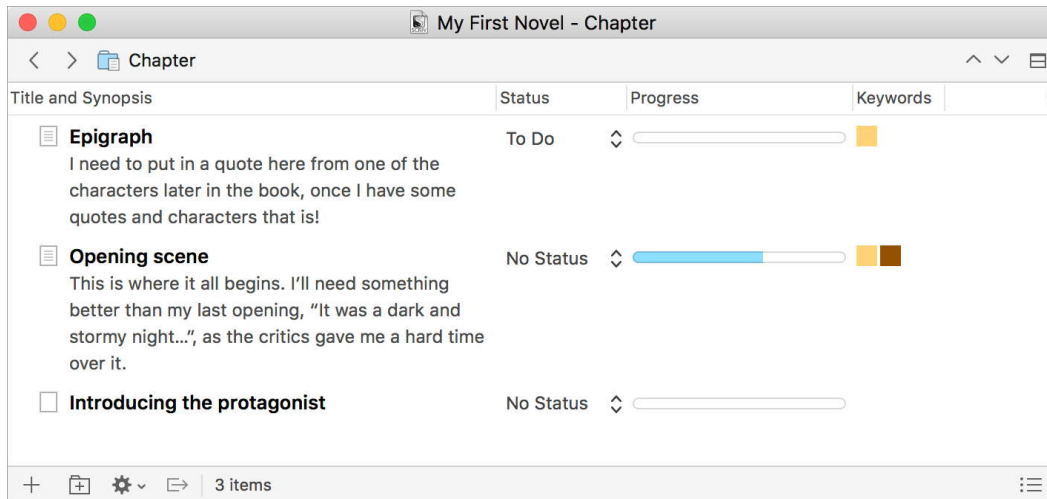 My First Novel - Chapter
Chapter
Title and Synopsis Status Progress Keywords
Epigraph To Do
I need to put in a quote here from one of the
characters later in the book, once I have some
quotes and characters that is!
Opening scene No Status
This is where it all begins. I’ll need something
better than my last opening, “It was a dark and
stormy night...”, as the critics gave me a hard time
over it.
Introducing the protagonist No Status
3 items